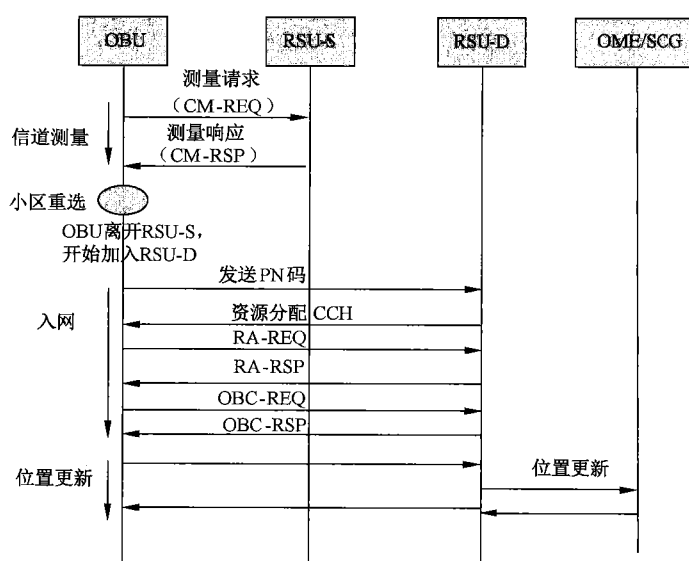 OBU
RSU-S
RSU-D
OME/SCG
测量请求
（CM-REQ）
信道测量
测量响应
（CM-RSP）
小区重选
OBU离开RSU-S，
开始加入RSU-D
发送PN码
入网
资源分配 CCH
RA-REQ
RA-RSP
OBC-REQ
OBC-RSP
位置更新
位置更新